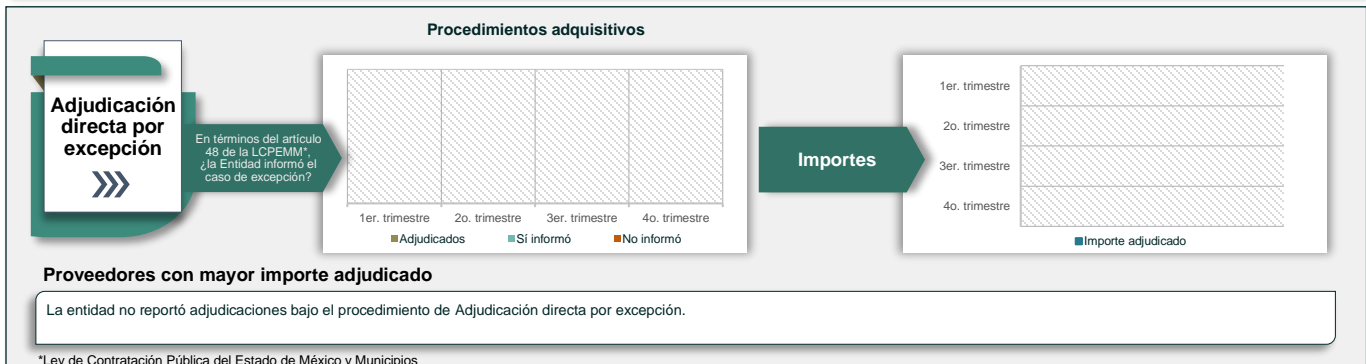 Procedimientos adquisitivos
Adjudicación
directa por
excepción
En términos del artículo
48 de la LCPEMM*,
¿la Entidad informó el
caso de excepción?
1er. trimestre 2o. trimestre 3er. trimestre 4o. trimestre
Adjudicados Sí informó No informó
Importes
1er. trimestre
2o. trimestre
3er. trimestre
4o. trimestre
Importe adjudicado
Proveedores con mayor importe adjudicado
La entidad no reportó adjudicaciones bajo el procedimiento de Adjudicación directa por excepción.
*Ley de Contratación Pública del Estado de México y Municipios